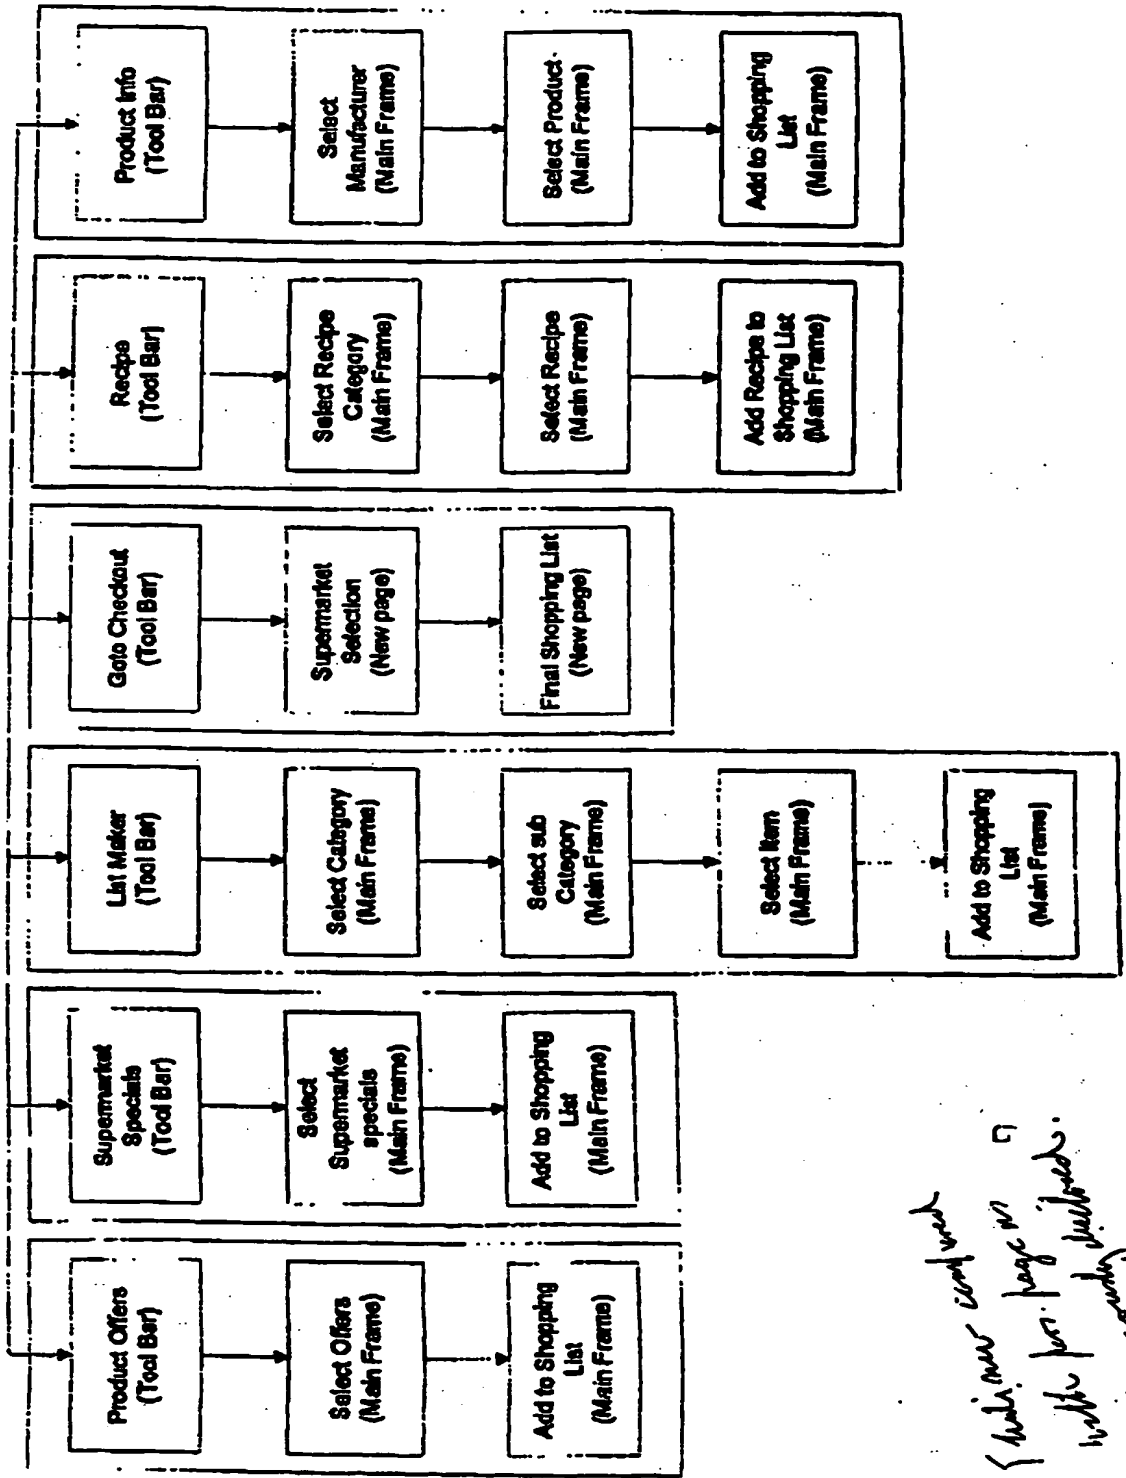 Product Offers
(Tool Bar)
Select Offers
(Main Frame)
Add to Shopping
List
(Main Frame)
Supermarket
Specials
(Tool Bar)
Select
Supermarket
specials
(Main Frame)
Add to Shopping
List
(Main Frame)
List Maker
(Tool Bar)
Select Category
(Main Frame)
Select sub
Category
(Main Frame)
Select Item
(Main Frame)
Add to Shopping
List
(Main Frame)
Goto Checkout
(Tool Bar)
Supermarket
Selection
(New page)
Final Shopping List
(New page)
Recipe
(Tool Bar)
Select Recipe
Category
(Main Frame)
Select Recipe
(Main Frame)
Add Recipe to
Shopping List
(Main Frame)
Product Info
(Tool Bar)
Select
Manufacturer
(Main Frame)
Select Product
(Main Frame)
Add to Shopping
List
(Main Frame)
page